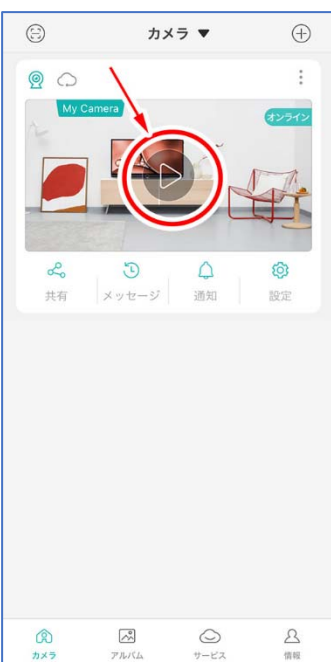 カメラ ▼
My Camera
オンライン
共有
メッセージ
通知
設定
カメラ
アルバム
サービス
情報